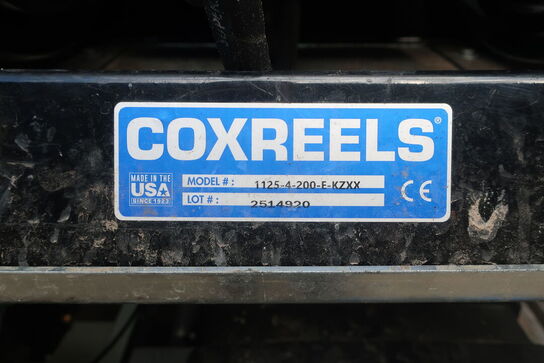 COXREELS®
MADE IN THE
USA
SINCE 1923
MODEL # : 1125-4-200-E-KZXX
LOT # : 2514920
CE